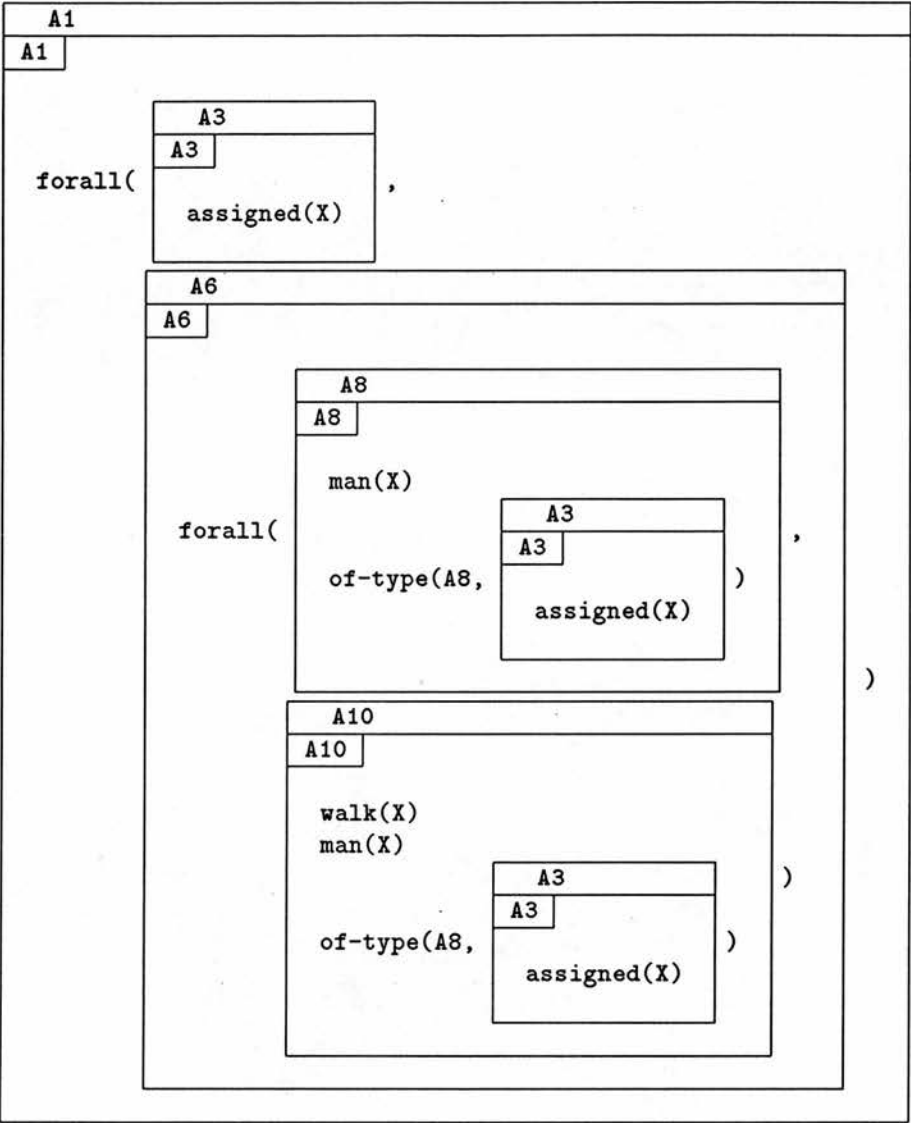 A1
A1
A3
A3
forall(
,
assigned(X)
A6
A6
A8
A8
man(X)
A3
forall(
,
A3
of-type(A8,
)
assigned(X)
)
A10
A10
walk(X)
man(X)
A3
)
A3
of-type(A8,
)
assigned(X)